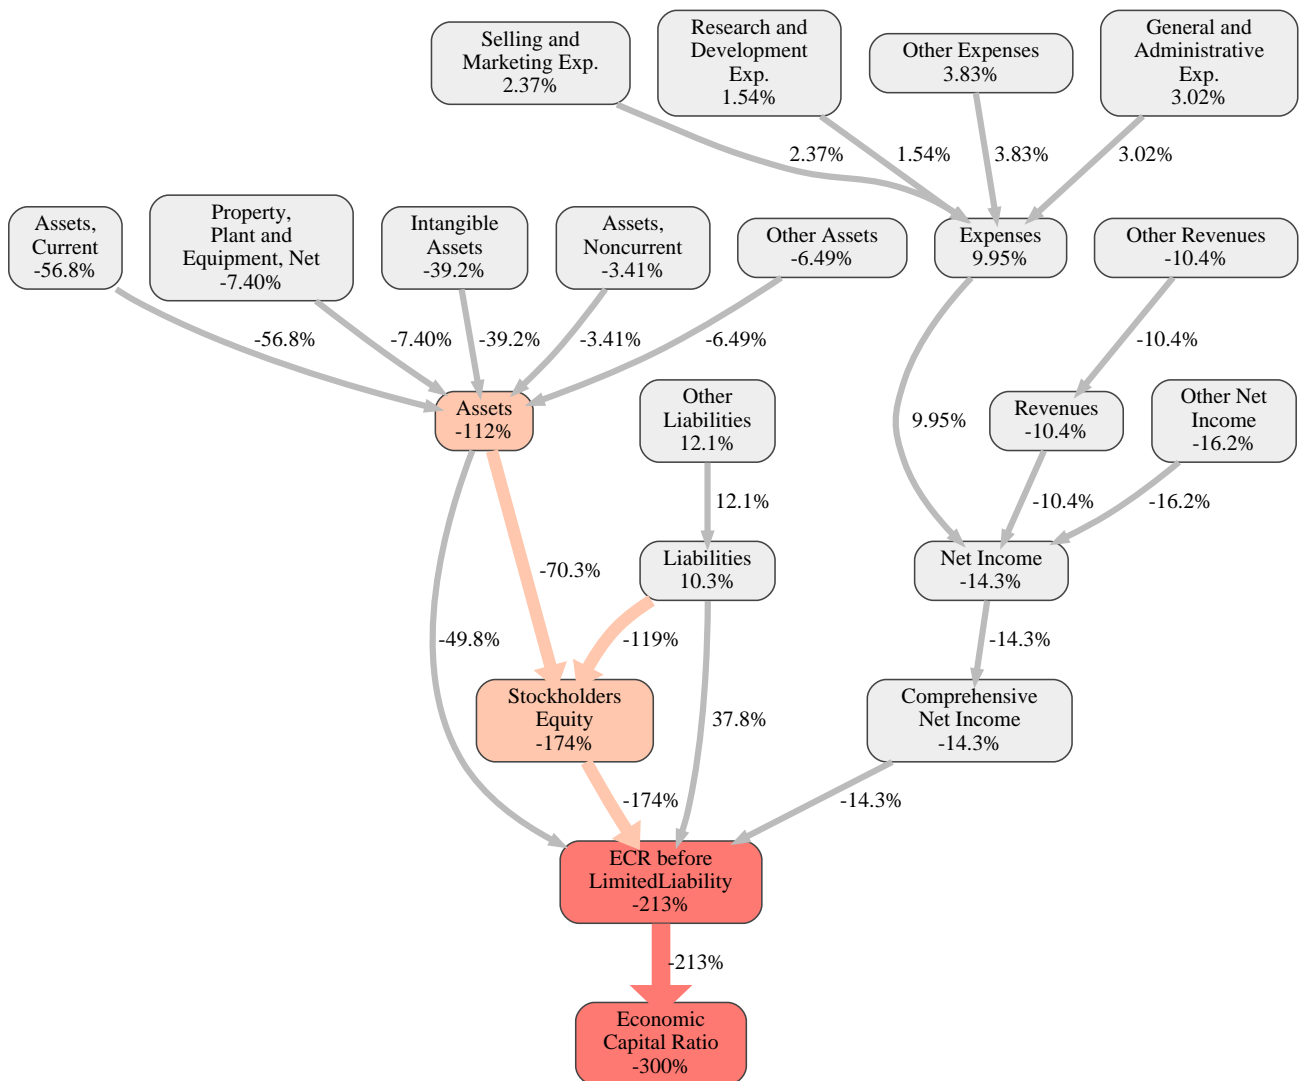 Selling and
Marketing Exp.
2.37%
Research and
Development
Exp.
1.54%
Other Expenses
3.83%
General and
Administrative
Exp.
3.02%
2.37%
1.54%
3.83%
3.02%
Assets,
Current
-56.8%
Property,
Plant and
Equipment, Net
-7.40%
Intangible
Assets
-39.2%
Assets,
Noncurrent
-3.41%
Other Assets
-6.49%
Expenses
9.95%
Other Revenues
-10.4%
-56.8%
-7.40%
-39.2%
-3.41%
-6.49%
-10.4%
Assets
-112%
Other
Liabilities
12.1%
9.95%
Revenues
-10.4%
Other Net
Income
-16.2%
12.1%
-10.4%
-16.2%
-70.3%
Liabilities
10.3%
Net Income
-14.3%
-49.8%
-119%
-14.3%
Stockholders
Equity
-174%
37.8%
Comprehensive
Net Income
-14.3%
-174%
-14.3%
ECR before
LimitedLiability
-213%
-213%
Economic
Capital Ratio
-300%